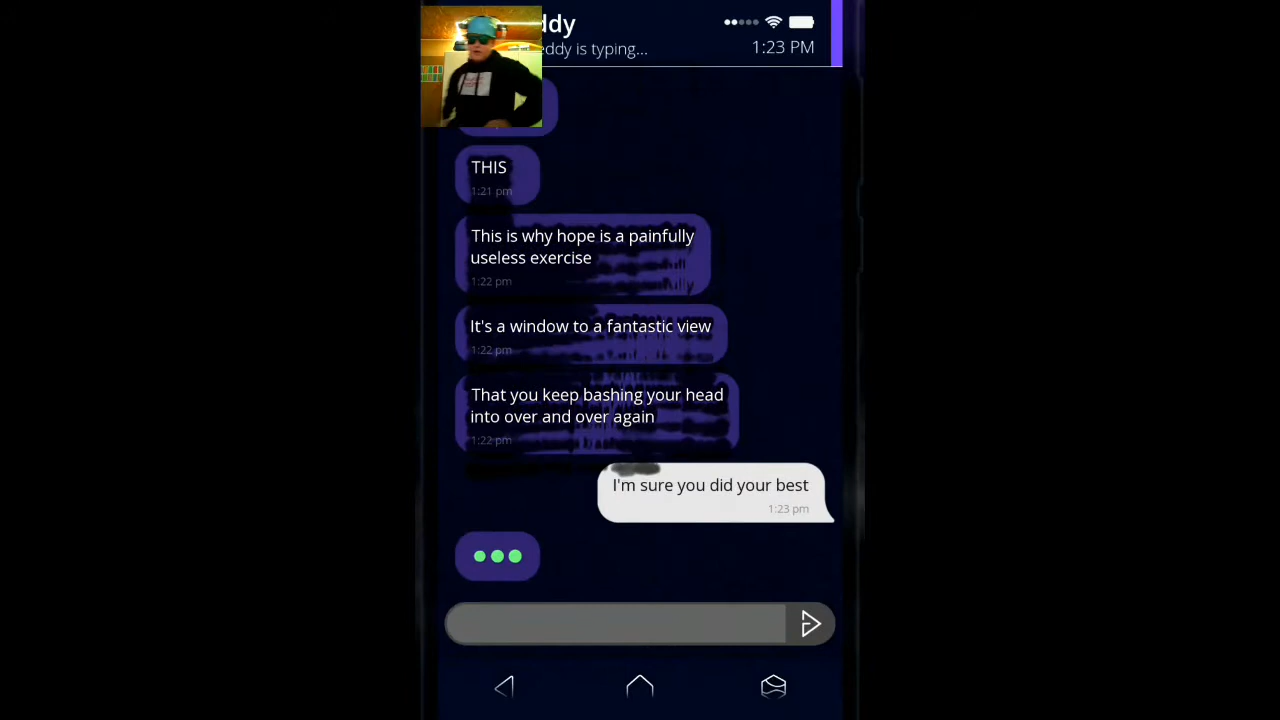 ddy
eddy is typing...
1:23 PM
THIS
1:21 pm
This is why hope is a painfully
useless exercise
1:22 pm
It's a window to a fantastic view
1:22 pm
That you keep bashing your head
into over and over again
1:22 pm
I'm sure you did your best
1:23 pm